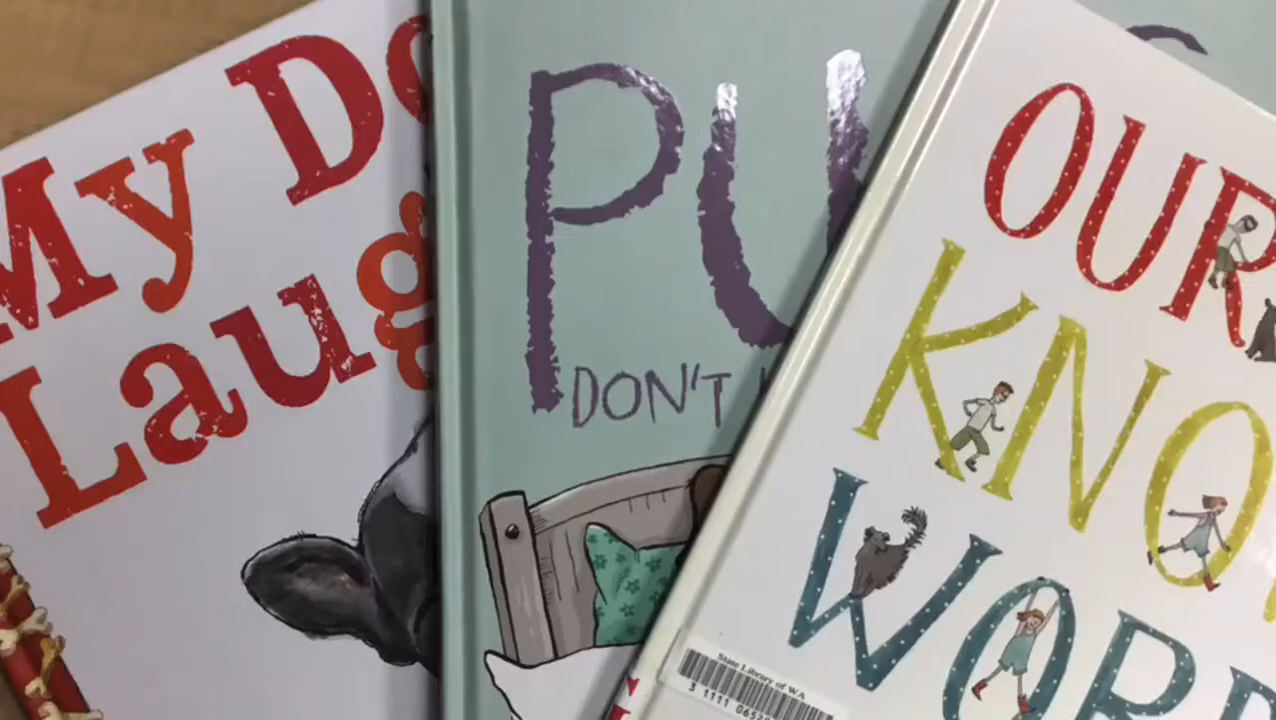 My Do
Laug
PU
DON'T
OUR
KNO
WOR
State Library of WA
3 1111 065